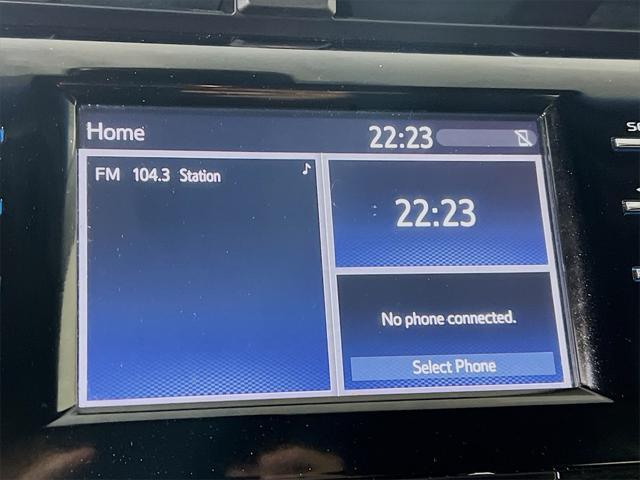 Home
22:23
FM 104.3 Station
22:23
No phone connected.
Select Phone